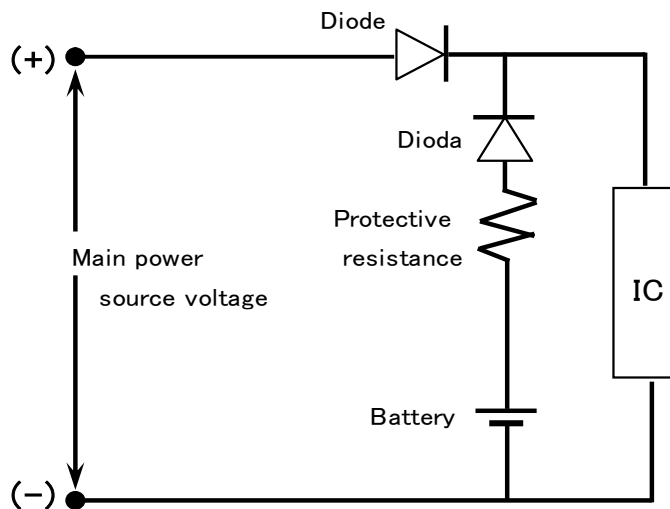 Diode
(+)
Dioda
Protective
resistance
Main power
source voltage
IC
Battery
(-)